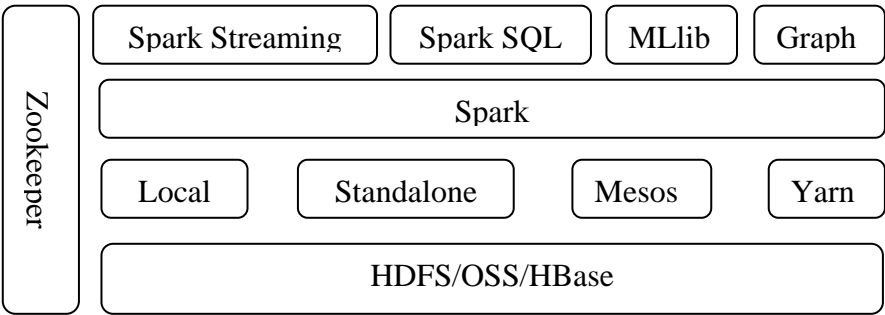 Zookeeper
Spark Streaming
Spark SQL
MLlib
Graph
Spark
Local
Standalone
Mesos
Yarn
HDFS/OSS/HBase